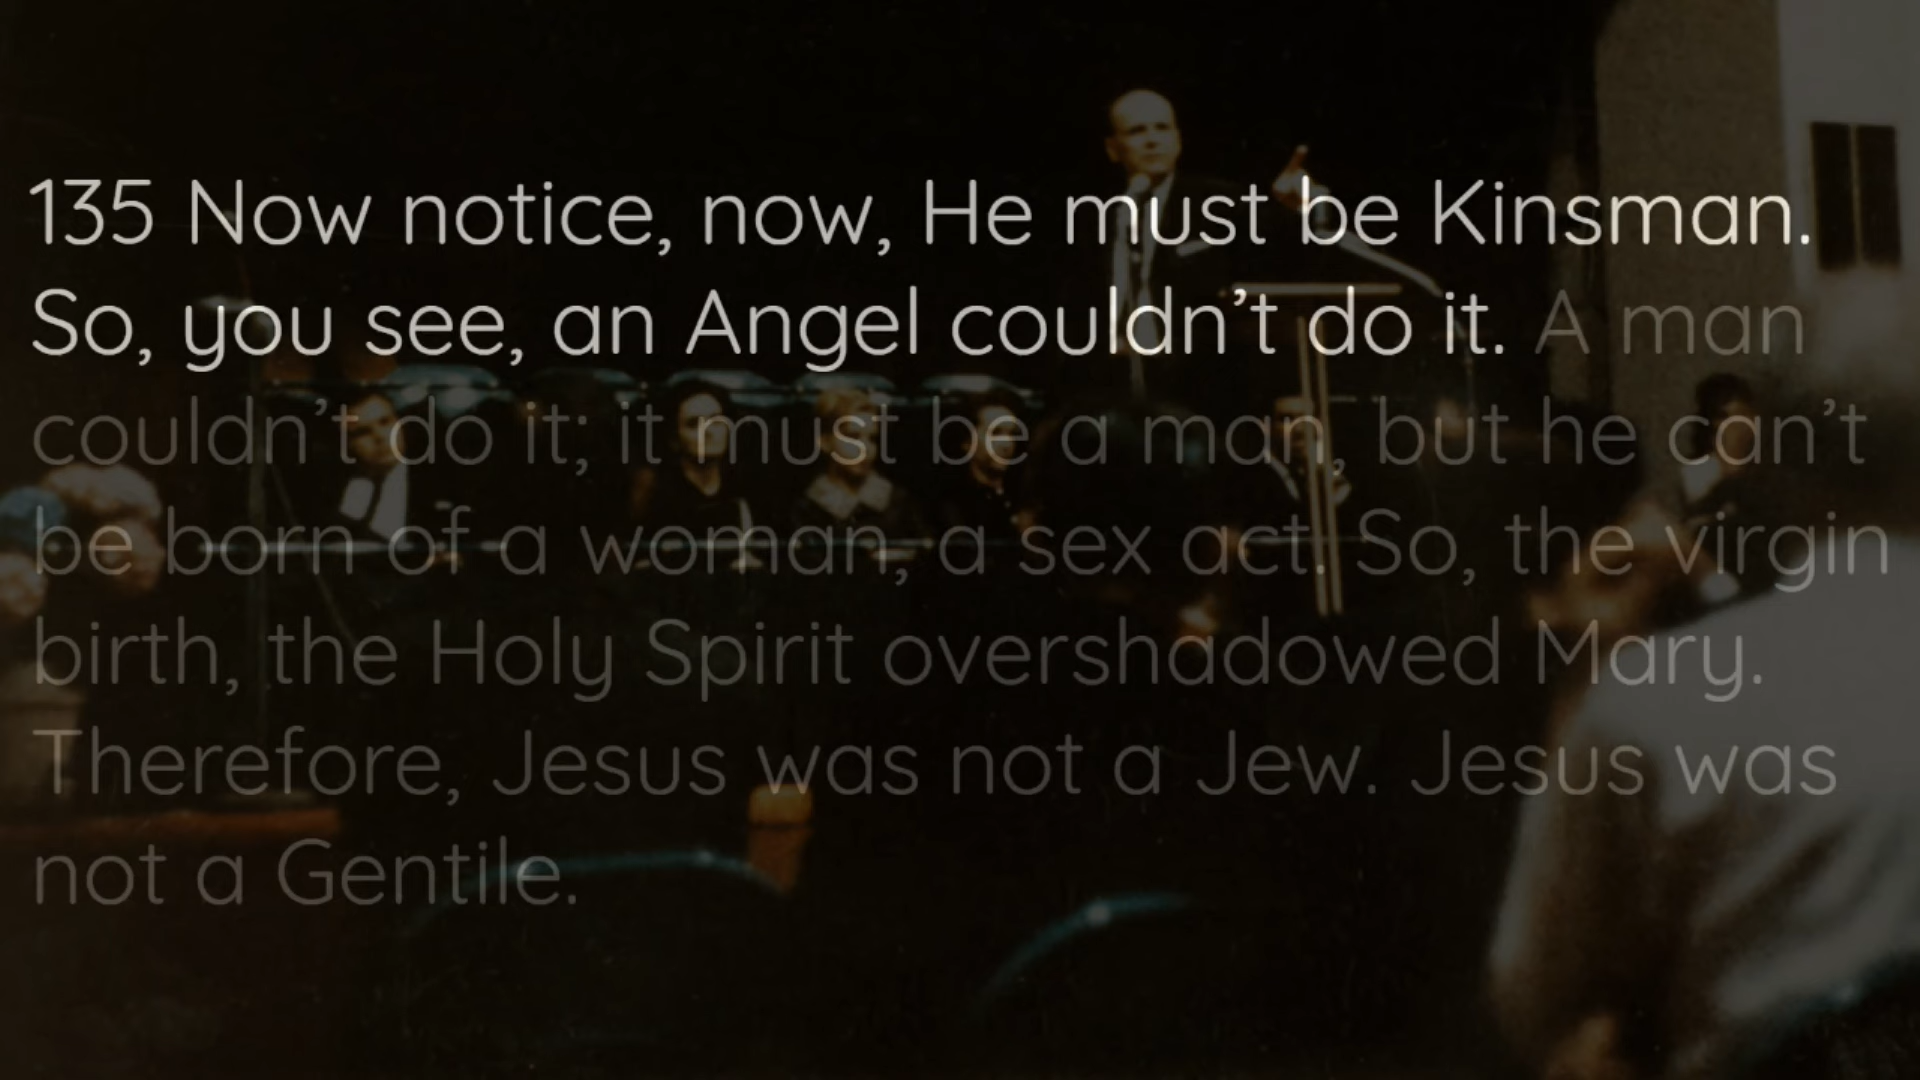 135 Now notice, now, He must be Kinsman.
So, you see, an Angel couldn’t do it. A man
couldn’t do it; it must be a man, but he can’t
be born of a woman, a sex act. So, the virgin
birth, the Holy Spirit overshadowed Mary.
Therefore, Jesus was not a Jew. Jesus was
not a Gentile.